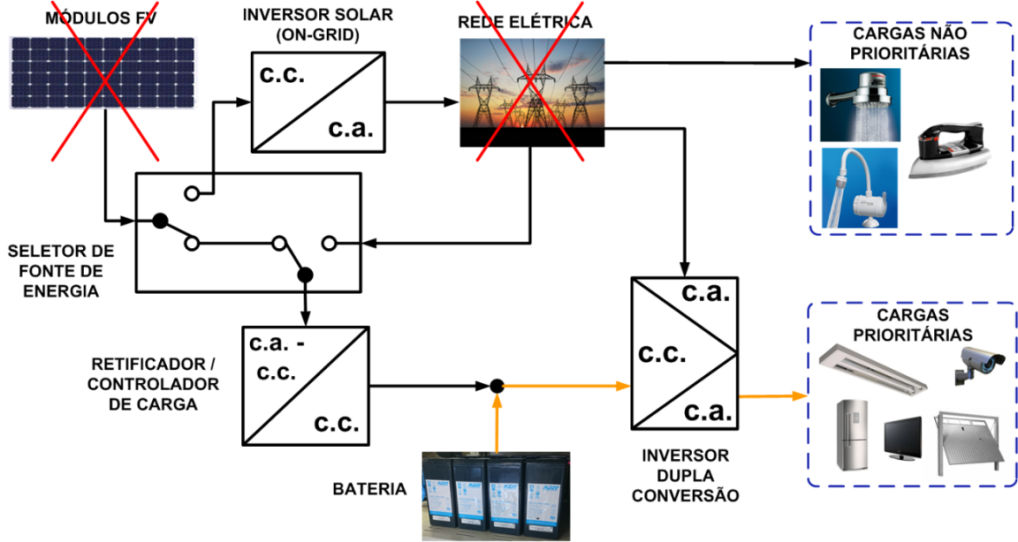 MÓDULOS FV
INVERSOR SOLAR
(ON-GRID)
REDE ELÉTRICA
CARGAS NÃO
PRIORITÁRIAS
c.c.
c.a.
SELETOR DE
FONTE DE
ENERGIA
c.a.
c.c.
c.a.
CARGAS
PRIORITÁRIAS
RETIFICADOR /
CONTROLADOR
DE CARGA
c.a. -
c.c.
c.c.
BATERIA
INVERSOR
DUPLA
CONVERSÃO